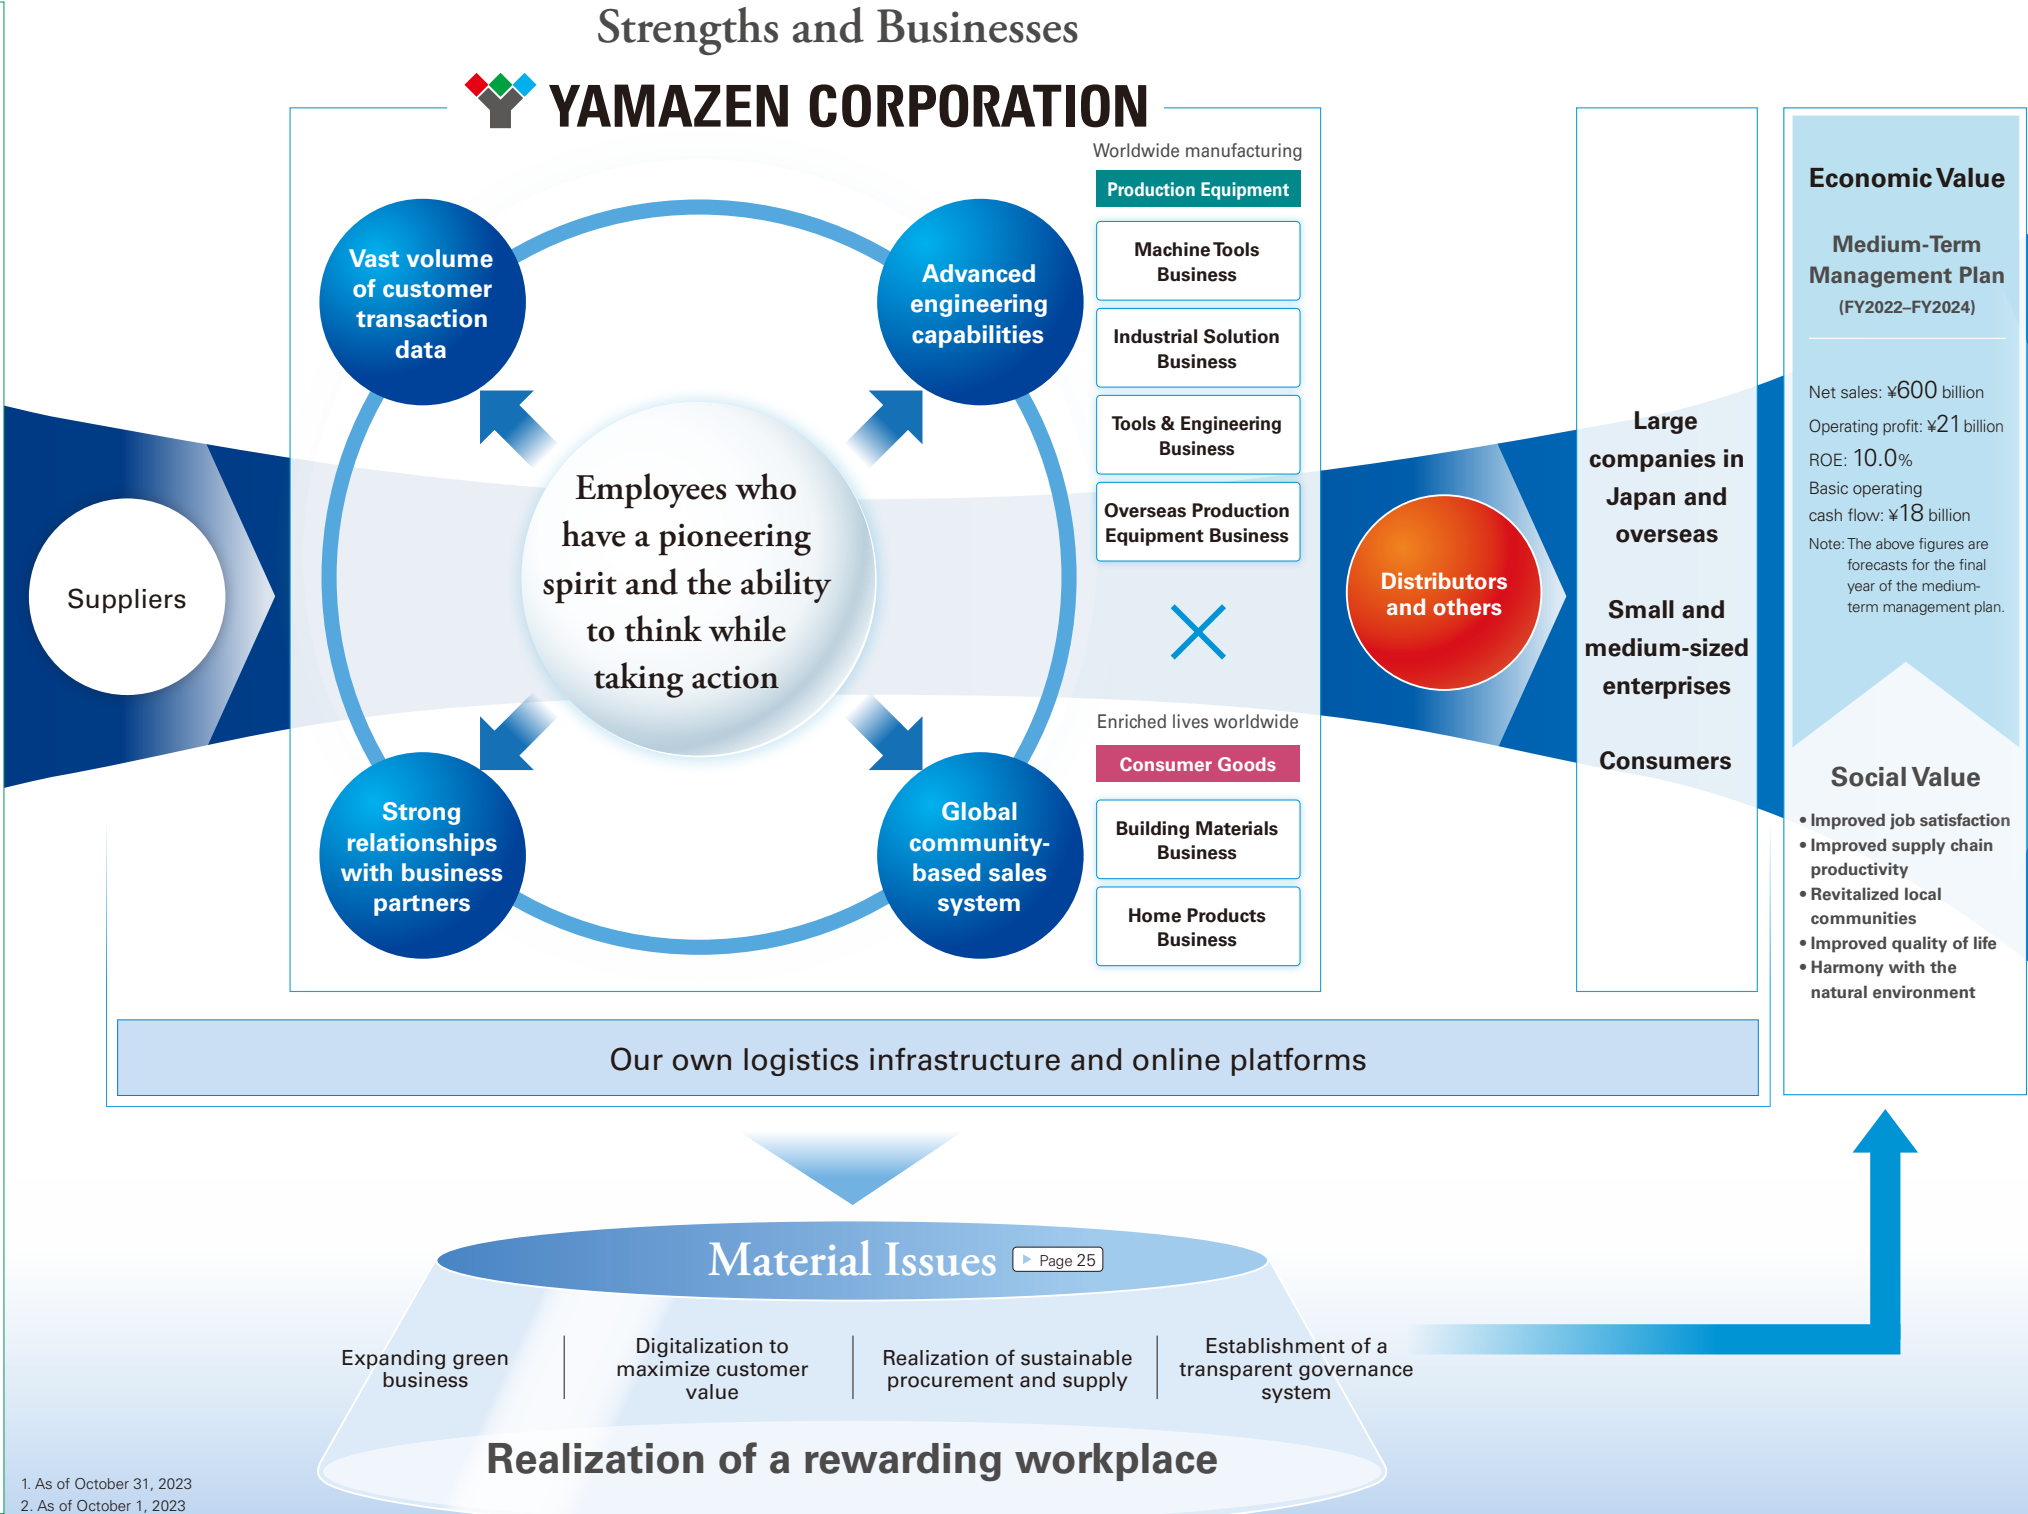 Strengths and Businesses
YAMAZEN CORPORATION
Suppliers
Vast volume
of customer
transaction
data
Advanced
engineering
capabilities
Employees who
have a pioneering
spirit and the ability
to think while
taking action
Strong
relationships
with business
partners
Global
community-
based sales
system
Worldwide manufacturing
Production Equipment
Machine Tools
Business
Industrial Solution
Business
Tools & Engineering
Business
Overseas Production
Equipment Business
×
Enriched lives worldwide
Consumer Goods
Building Materials
Business
Home Products
Business
Distributors
and others
Large
companies in
Japan and
overseas
Small and
medium-sized
enterprises
Consumers
Economic Value
Medium-Term
Management Plan
(FY2022–FY2024)
Net sales: ¥600 billion
Operating profit: ¥21 billion
ROE: 10.0%
Basic operating
cash flow: ¥18 billion
Note: The above figures are
forecasts for the final
year of the medium-
term management plan.
Social Value
• Improved job satisfaction
• Improved supply chain
productivity
• Revitalized local
communities
• Improved quality of life
• Harmony with the
natural environment
Our own logistics infrastructure and online platforms
Material Issues
Page 25
Expanding green
business
Digitalization to
maximize customer
value
Realization of sustainable
procurement and supply
Establishment of a
transparent governance
system
Realization of a rewarding workplace
1. As of October 31, 2023
2. As of October 1, 2023